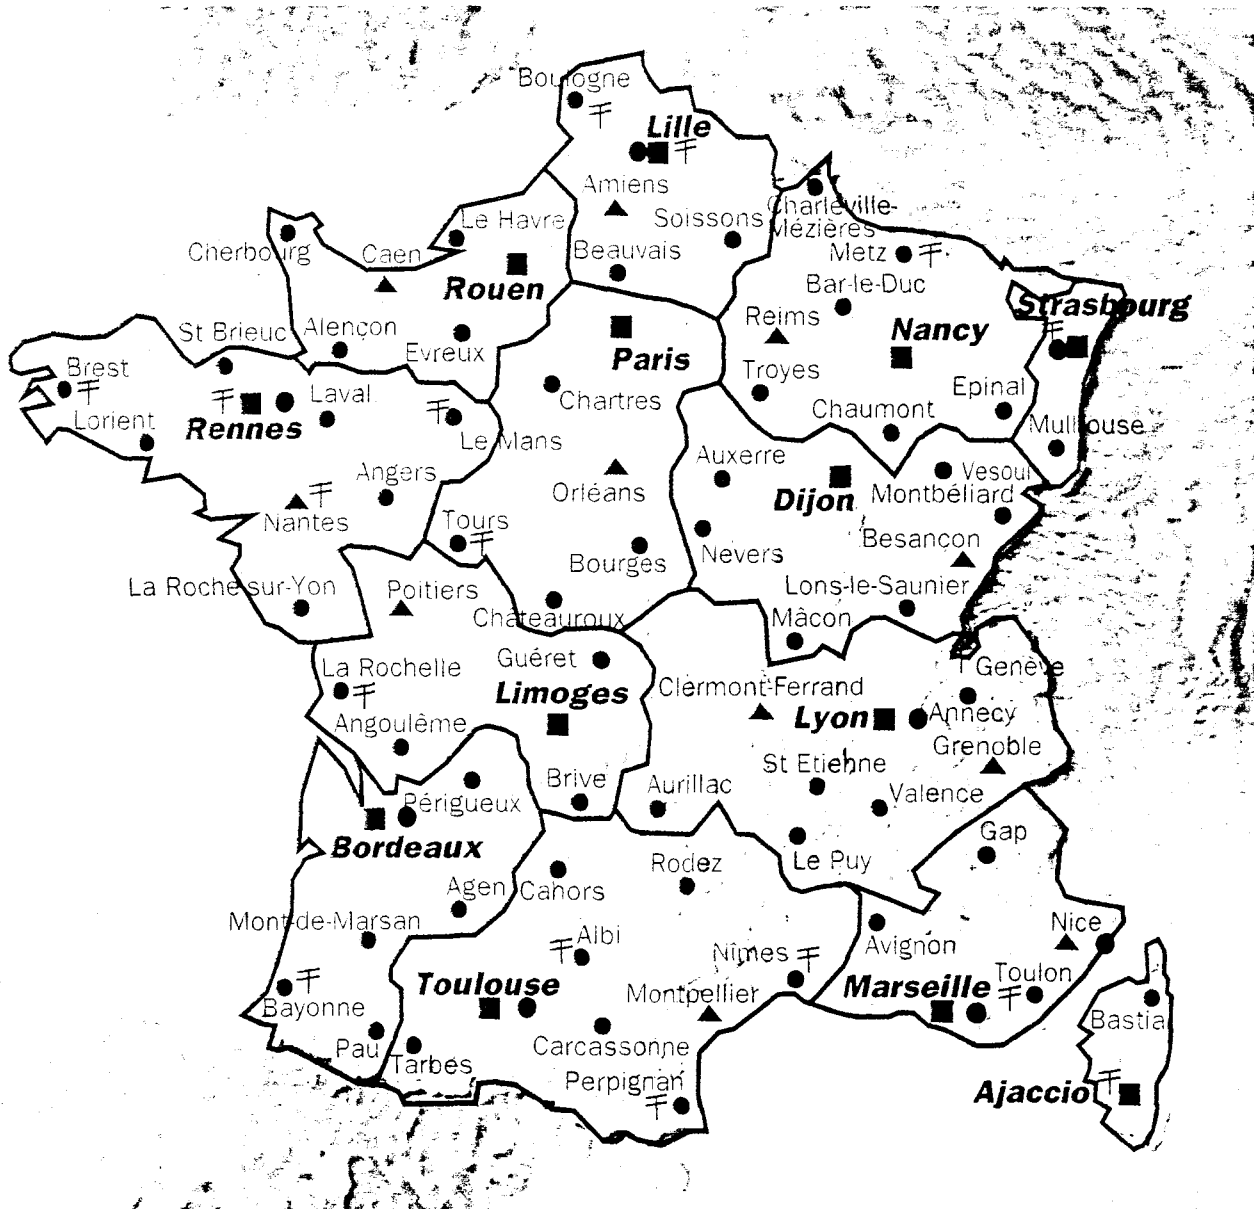 Boulogne
Lille
Amiens
Soissons
Charleville-
Mézières
Le Havre
Cherbourg
Caen
Beauvais
Metz
Rouen
Bar-le-Duc
Strasbourg
Reims
Nancy
St Brieuc
Alençon
Evreux
Paris
Brest
Troyes
Epinal
Laval
Chartres
Lorient
Rennes
Le Mans
Chaumont
Mulhouse
Auxerre
Vesoul
Angers
Orléans
Dijon
Montbéliard
Nantes
Tours
Besançon
Bourges
Nevers
La Roche-sur-Yon
Poitiers
Lons-le-Saunier
Châteauroux
Mâcon
La Rochelle
Guéret
Genève
Limoges
Clermont-Ferrand
Lyon
Annecy
Angoulême
Grenoble
St Etienne
Brive
Aurillac
Valence
Périgueux
Gap
Bordeaux
Rodez
Le Puy
Agen
Cahors
Mont-de-Marsan
Albi
Nîmes
Avignon
Nice
Toulouse
Montpellier
Marseille
Toulon
Bayonne
Bastia
Pau
Tarbes
Carcassonne
Perpignan
Ajaccio